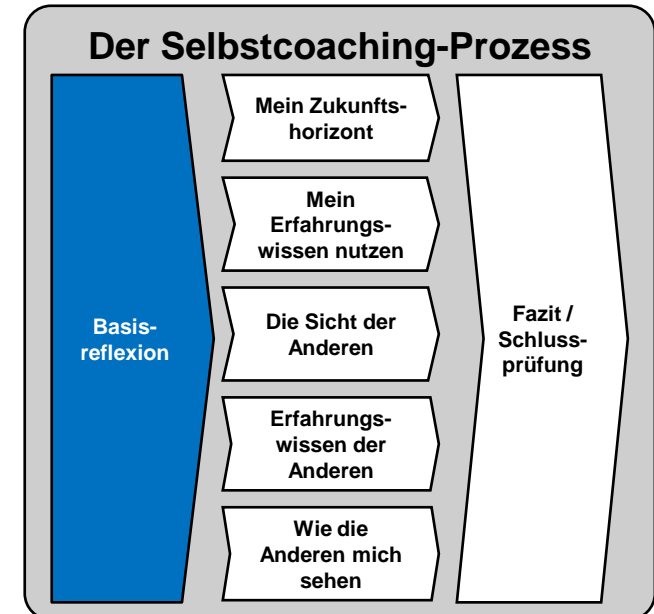 Der Selbstcoaching-Prozess
Basis-
reflexion
Mein Zukunfts-
horizont
Mein
Erfahrungs-
wissen nutzen
Die Sicht der
Anderen
Erfahrungs-
wissen der
Anderen
Wie die
Anderen mich
sehen
Fazit /
Schluss-
prüfung